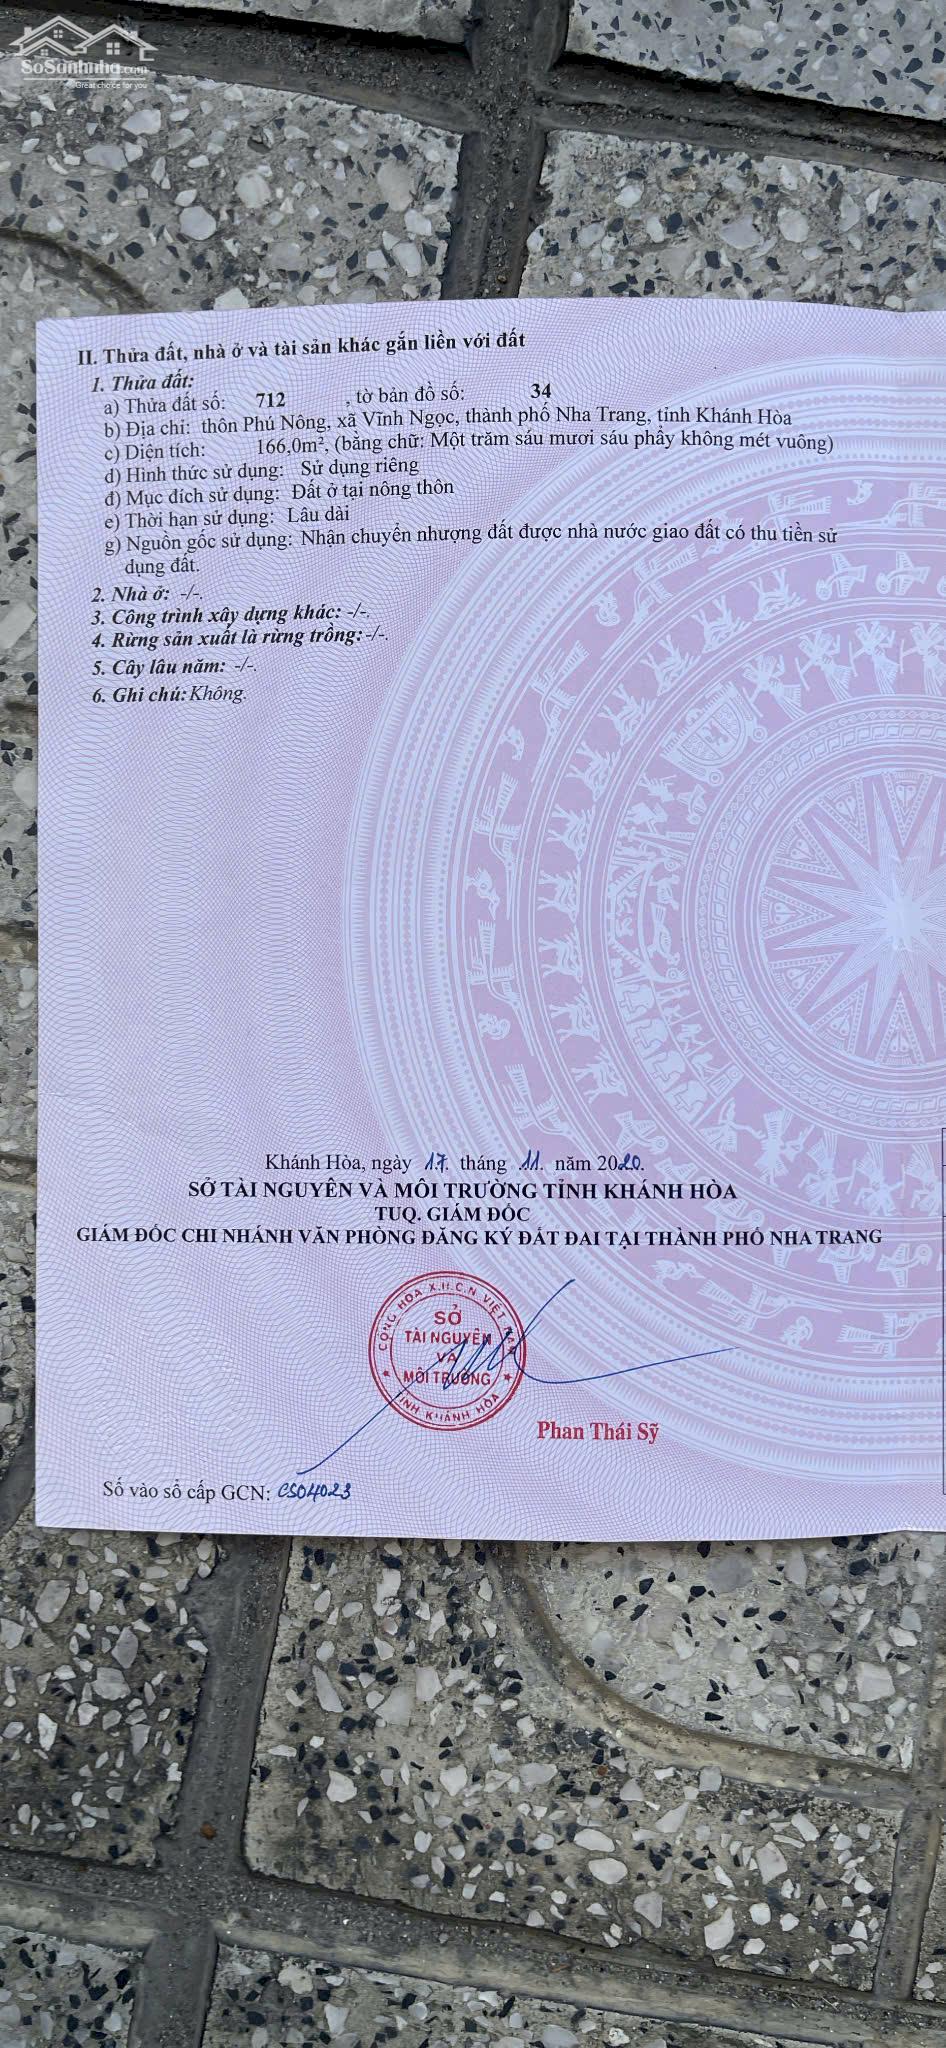 SoSanhnha.com
Great choice for you
II. Thửa đất, nhà ở và tài sản khác gắn liền với đất
1. Thửa đất:
a) Thửa đất số: 712 , tờ bản đồ số: 34
b) Địa chỉ: thôn Phú Nông, xã Vĩnh Ngọc, thành phố Nha Trang, tỉnh Khánh Hòa
c) Diện tích: 166,0m², (bằng chữ: Một trăm sáu mươi sáu phẩy không mét vuông)
d) Hình thức sử dụng: Sử dụng riêng
đ) Mục đích sử dụng: Đất ở tại nông thôn
e) Thời hạn sử dụng: Lâu dài
g) Nguồn gốc sử dụng: Nhận chuyển nhượng đất được nhà nước giao đất có thu tiền sử
dụng đất.
2. Nhà ở: -/-.
3. Công trình xây dựng khác: -/-.
4. Rừng sản xuất là rừng trồng: -/-.
5. Cây lâu năm: -/-.
6. Ghi chú: Không.
Khánh Hòa, ngày 17. tháng 11. năm 2020.
SỞ TÀI NGUYÊN VÀ MÔI TRƯỜNG TỈNH KHÁNH HÒA
TUQ. GIÁM ĐỐC
GIÁM ĐỐC CHI NHÁNH VĂN PHÒNG ĐĂNG KÝ ĐẤT ĐAI TẠI THÀNH PHỐ NHA TRANG
CỘNG HÒA X.H.C.N VIỆT NAM
SỞ
TÀI NGUYÊN
VÀ
MÔI TRƯỜNG
TỈNH KHÁNH HÒA
Phan Thái Sỹ
Số vào sổ cấp GCN: CS04023